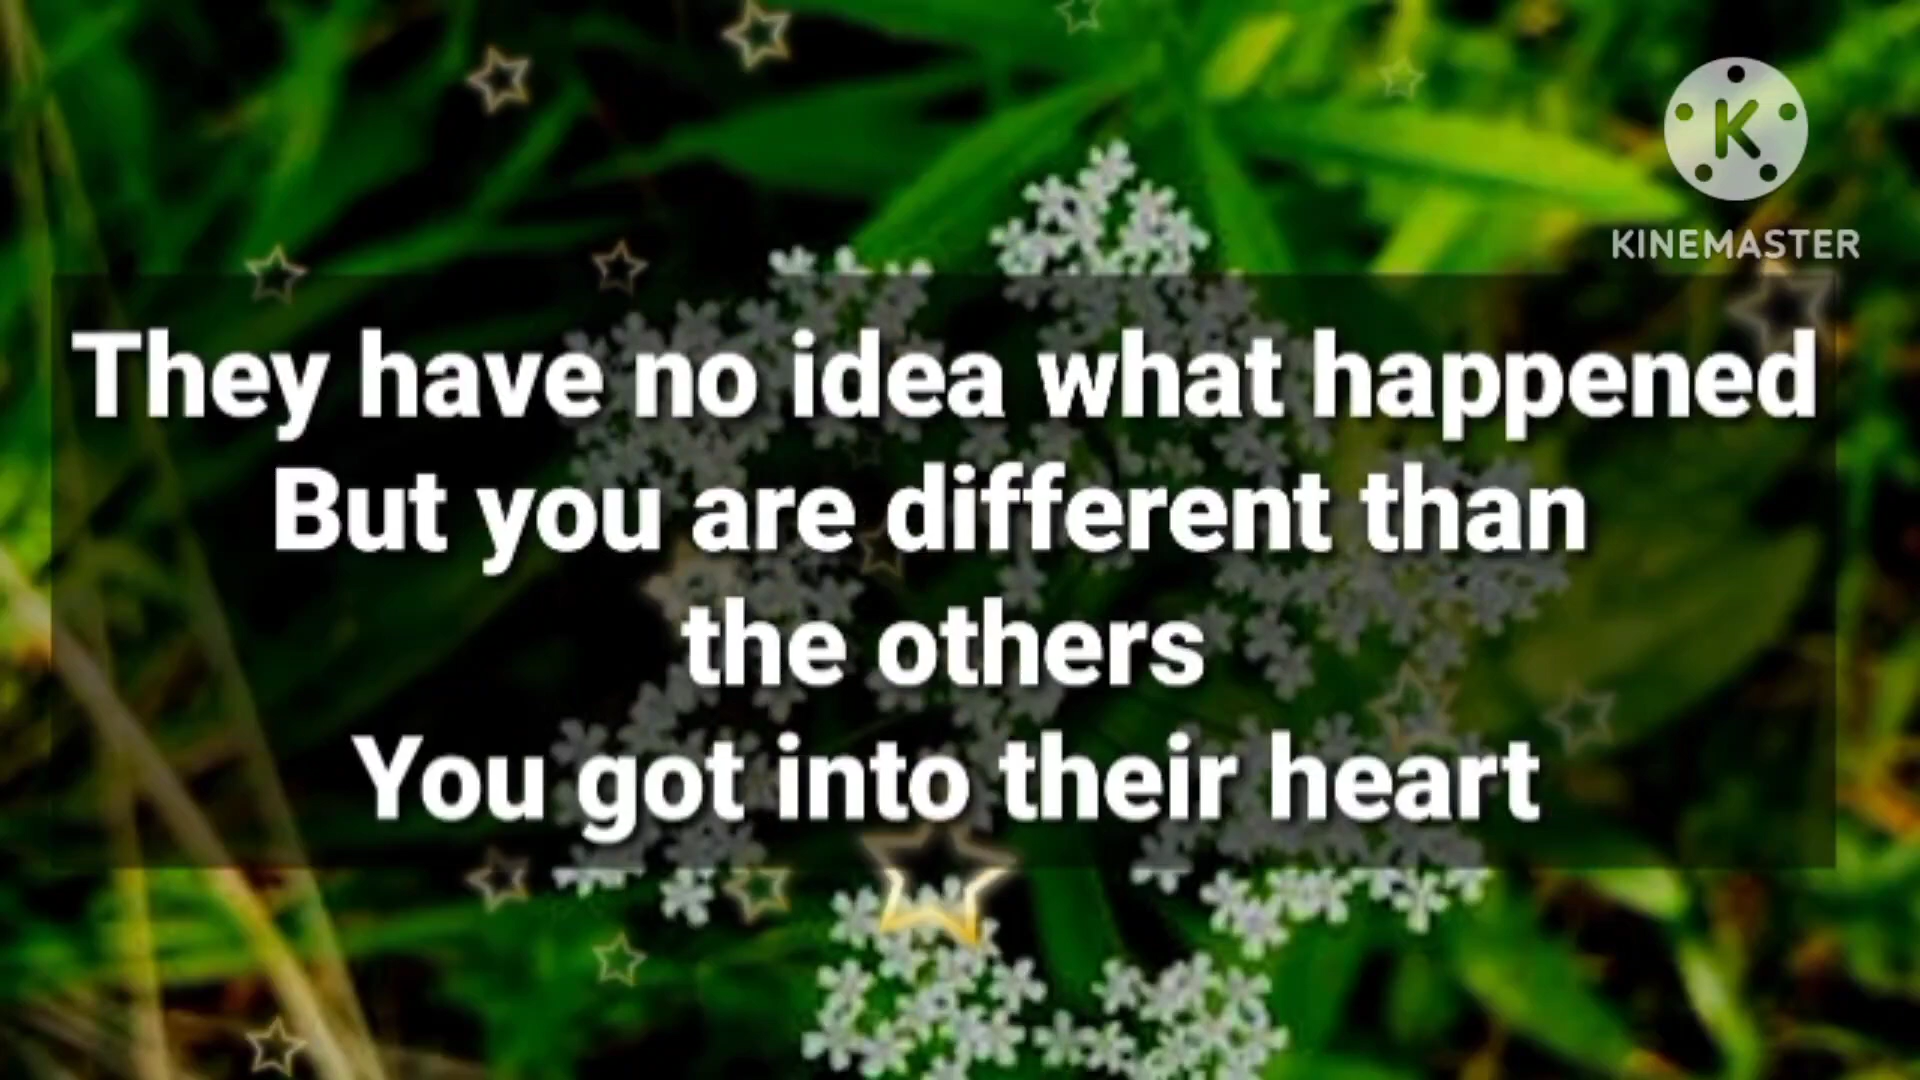 K
KINEMASTER
They have no idea what happened
But you are different than
the others
You got into their heart